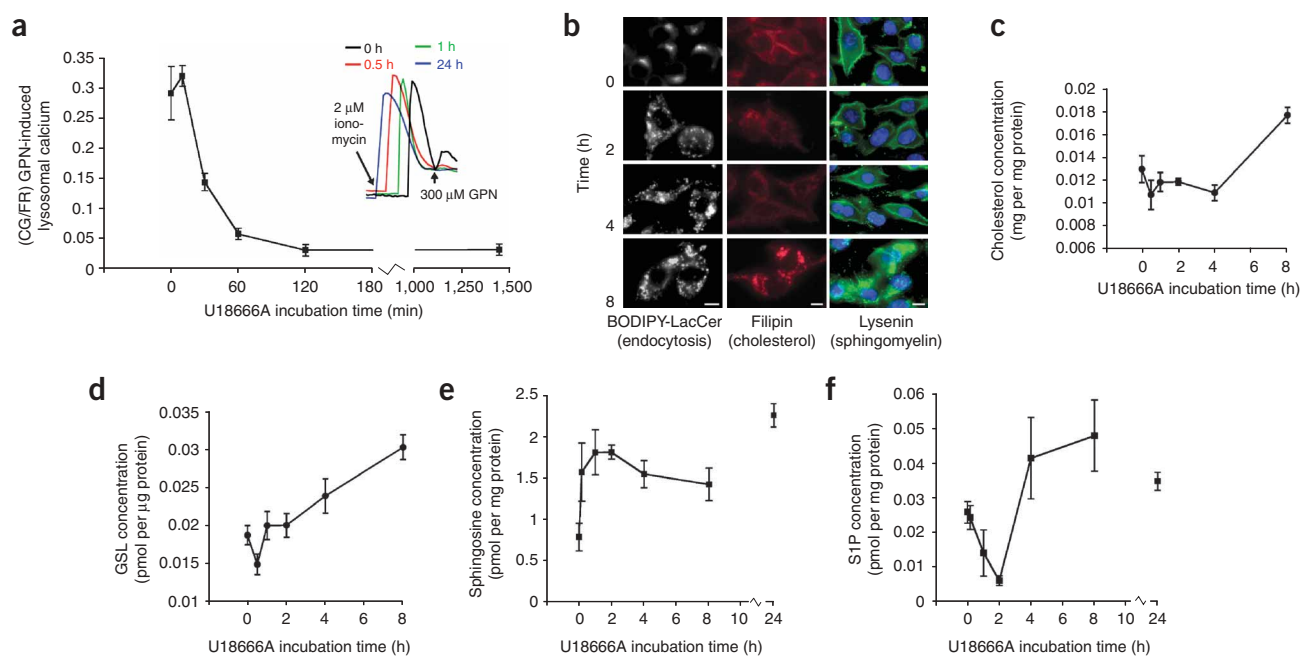 a
(CG/FR) GPN-induced
lysosomal calcium
0.45
0.40
0.35
0.30
0.25
0.20
0.15
0.10
0.05
0
0 60 120 180 1,000 1,250 1,500
U18666A incubation time (min)
0 h 1 h
0.5 h 24 h
2 μM
iono-
mycin
300 μM GPN
b
Time (h)
0
2
4
8
BODIPY-LacCer
(endocytosis)
Filipin
(cholesterol)
Lysenin
(sphingomyelin)
c
Cholesterol concentration
(mg per mg protein)
0.02
0.018
0.016
0.014
0.012
0.01
0.008
0.006
0 2 4 6 8
U18666A incubation time (h)
d
GSL concentration
(pmol per μg protein)
0.035
0.03
0.025
0.02
0.015
0.01
0 2 4 6 8
U18666A incubation time (h)
e
Sphingosine concentration
(pmol per mg protein)
2.5
2
1.5
1
0.5
0
0 2 4 6 8 10 24
U18666A incubation time (h)
f
S1P concentration
(pmol per mg protein)
0.06
0.05
0.04
0.03
0.02
0.01
0
0 2 4 6 8 10 24
U18666A incubation time (h)